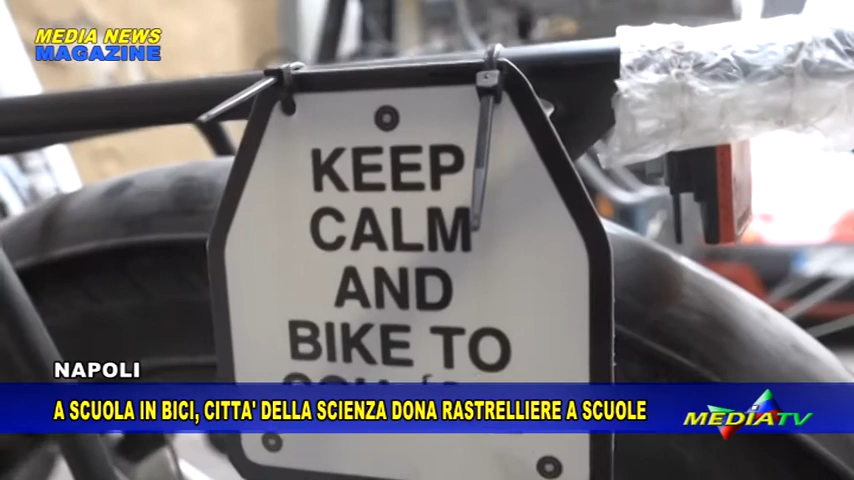 MEDIA NEWS
MAGAZINE
KEEP
CALM
AND
BIKE TO
NAPOLI
A SCUOLA IN BICI, CITTA' DELLA SCIENZA DONA RASTRELLIERE A SCUOLE
MEDIATV